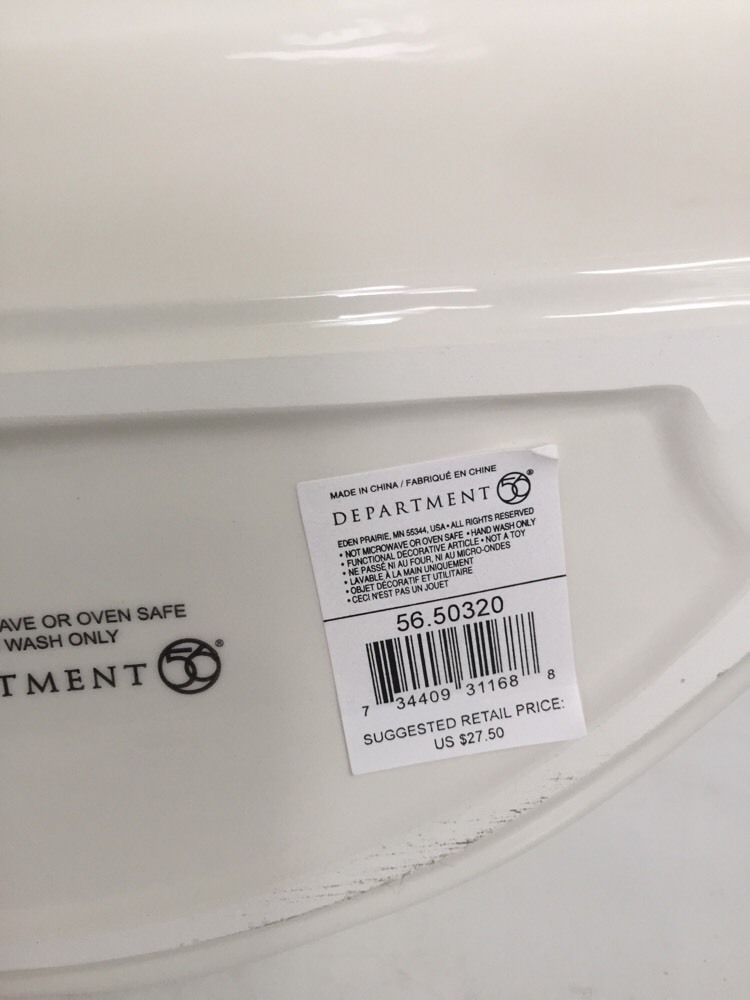 MADE IN CHINA / FABRIQUÉ EN CHINE
DEPARTMENT 56®
EDEN PRAIRIE, MN 55344, USA • ALL RIGHTS RESERVED
• NOT MICROWAVE OR OVEN SAFE • HAND WASH ONLY
• FUNCTIONAL DECORATIVE ARTICLE • NOT A TOY
• NE PASSÉ NI AU FOUR, NI AU MICRO-ONDES
• LAVABLE À LA MAIN UNIQUEMENT
• OBJET DÉCORATIF ET UTILITAIRE
• CECI N'EST PAS UN JOUET
56.50320
7 34409 31168 8
SUGGESTED RETAIL PRICE:
US $27.50
AVE OR OVEN SAFE
WASH ONLY
TMENT 56®